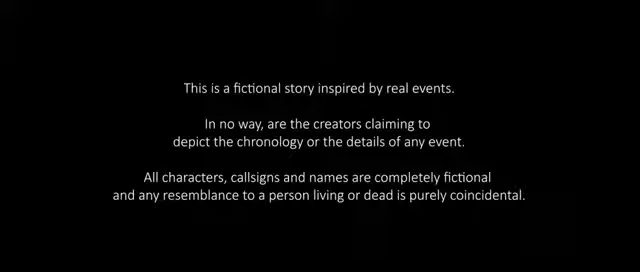 This is a fictional story inspired by real events.
In no way, are the creators claiming to
depict the chronology or the details of any event.
All characters, callsigns and names are completely fictional
and any resemblance to a person living or dead is purely coincidental.